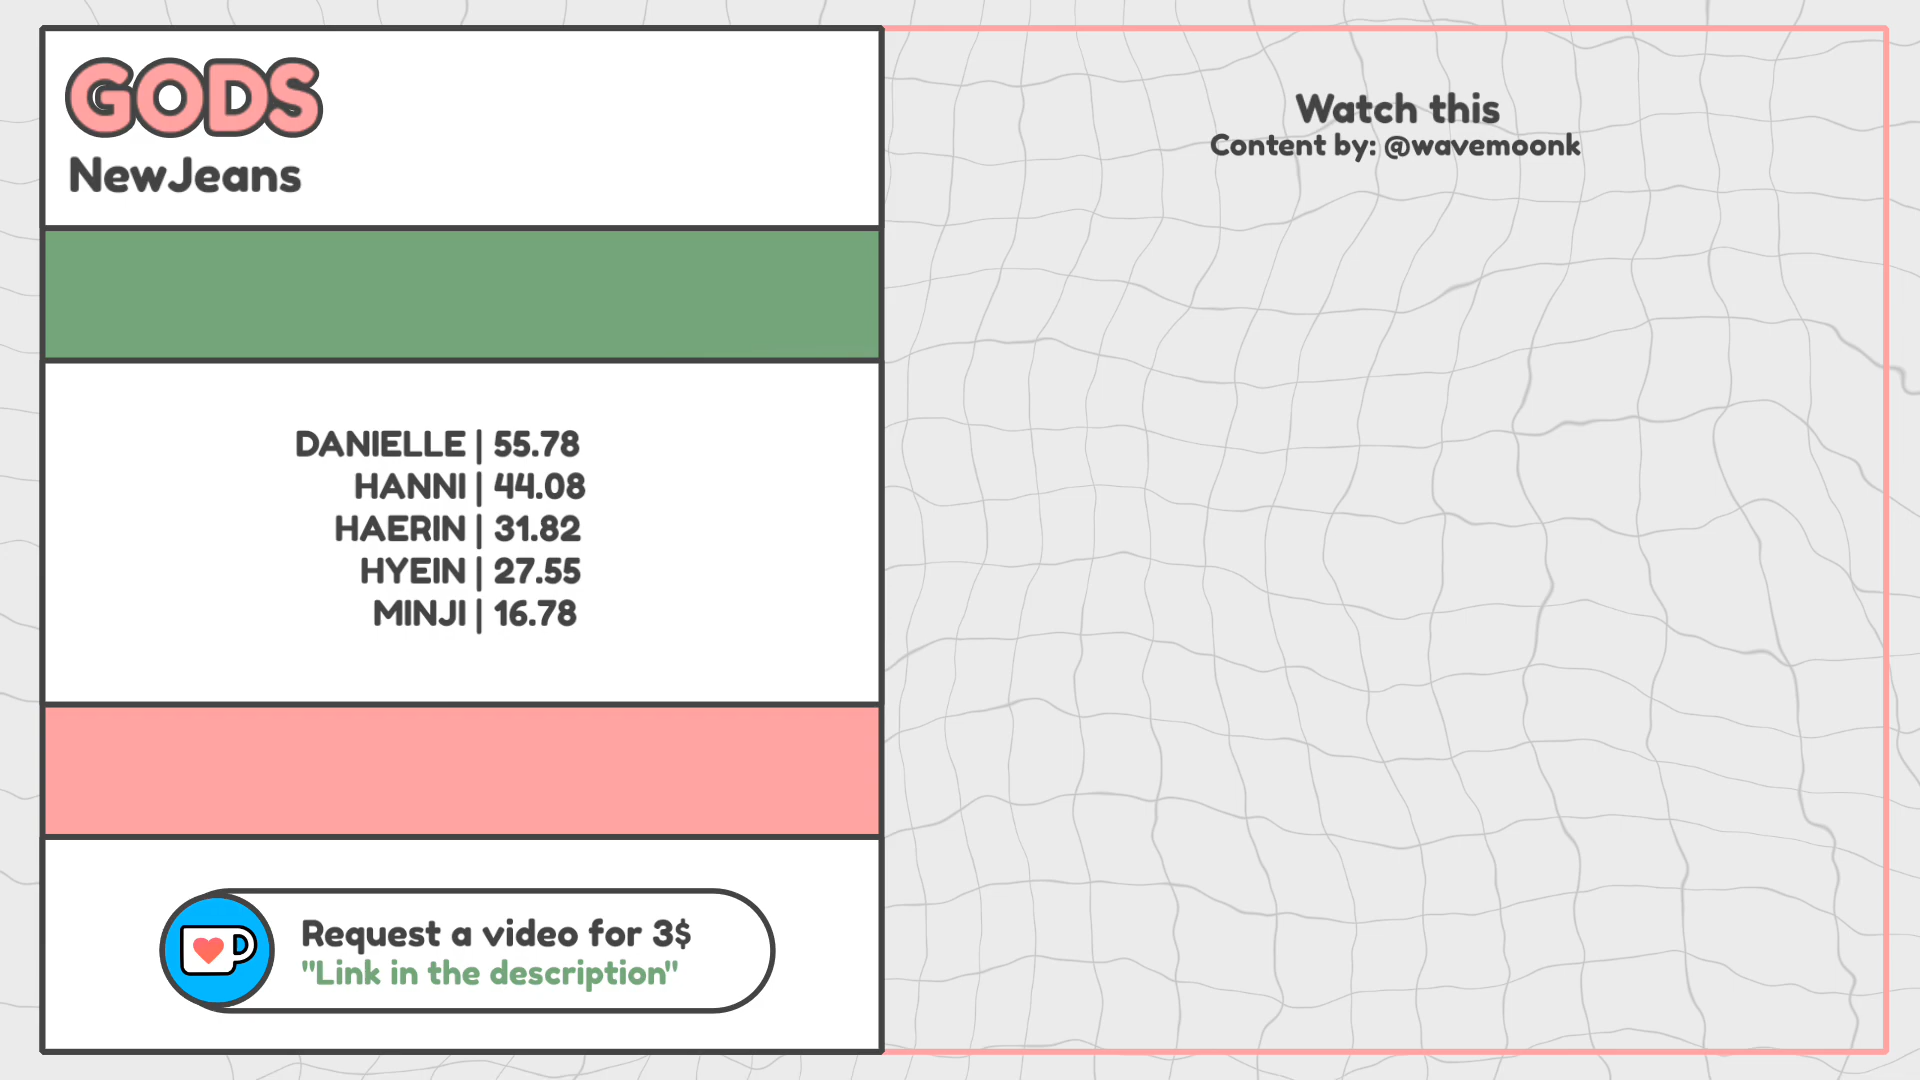 GODS
NewJeans
DANIELLE | 55.78
HANNI | 44.08
HAERIN | 31.82
HYEIN | 27.55
MINJI | 16.78
Request a video for 3$
"Link in the description"
Watch this
Content by: @wavemoonk